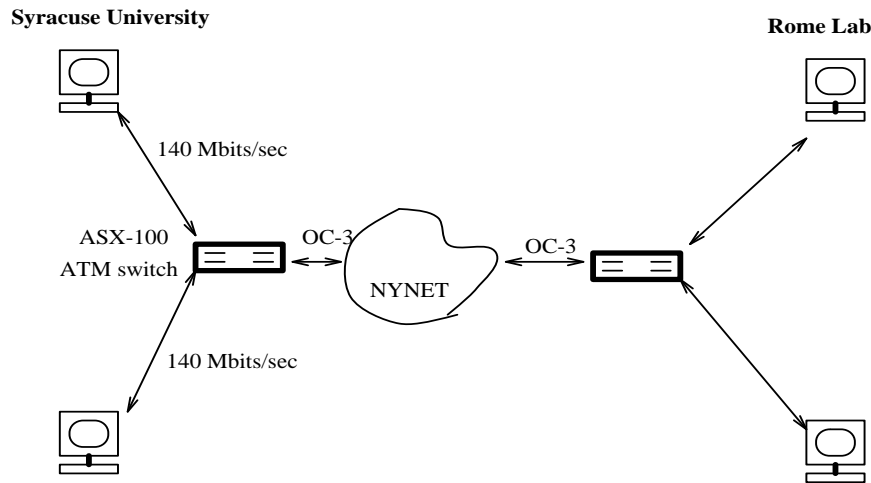 Syracuse University
Rome Lab
140 Mbits/sec
ASX-100
ATM switch
OC-3
OC-3
NYNET
140 Mbits/sec